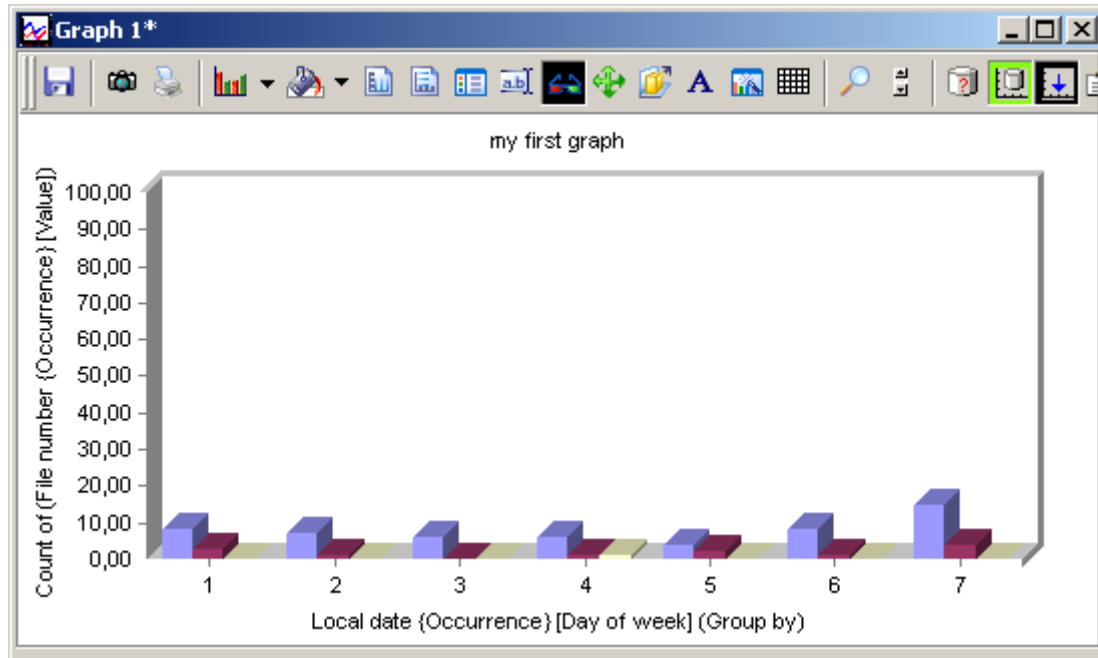 Graph 1*
a.b
A
?
my first graph
Count of (File number {Occurrence} [Value])
100,00
90,00
80,00
70,00
60,00
50,00
40,00
30,00
20,00
10,00
0,00
1 2 3 4 5 6 7
Local date {Occurrence} [Day of week] (Group by)